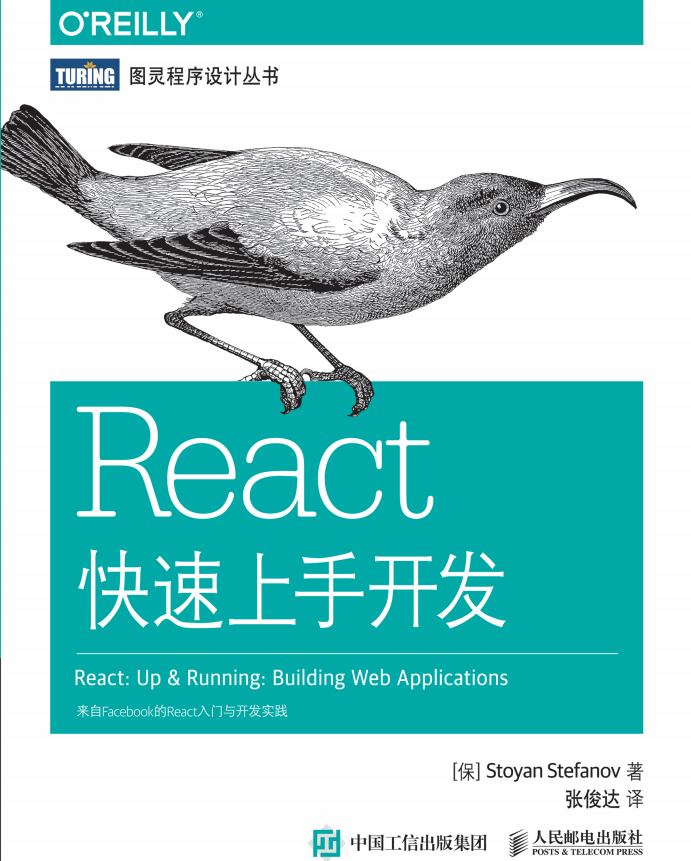 O'REILLY®
TURING 图灵程序设计丛书
React
快速上手开发
React: Up & Running: Building Web Applications
来自Facebook的React入门与开发实践
[保] Stoyan Stefanov 著
张俊达 译
中国工信出版集团 人民邮电出版社
POSTS & TELECOM PRESS